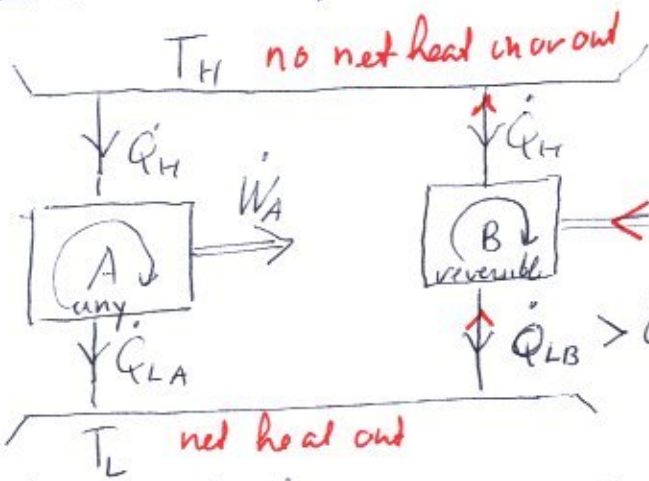 T_H no net heat in or out
Q̇_H
Q̇_H
Ẇ_A
A
any
B
reversible
Q̇_LA
Q̇_LB >
T_L net heat out